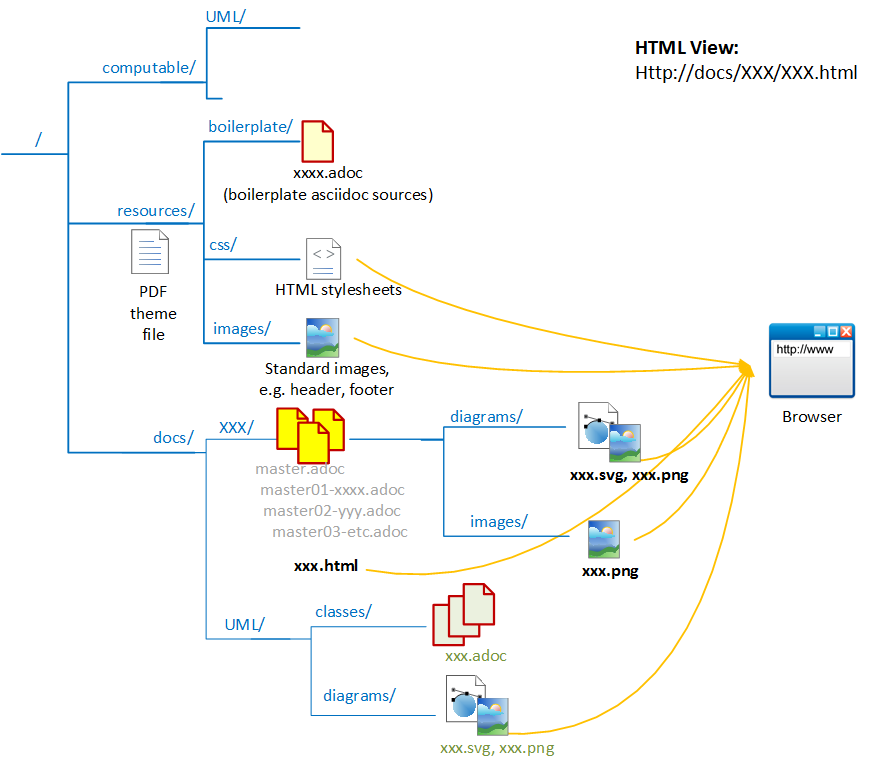 UML/
HTML View:
Http://docs/XXX/XXX.html
computable/
/
boilerplate/
xxxx.adoc
(boilerplate asciidoc sources)
resources/
css/
< >
HTML stylesheets
PDF
theme
file
images/
Standard images,
e.g. header, footer
http://www
Browser
docs/
XXX/
diagrams/
master.adoc
master01-xxxx.adoc
master02-yyy.adoc
master03-etc.adoc
xxx.svg, xxx.png
images/
xxx.html
xxx.png
UML/
classes/
xxx.adoc
diagrams/
xxx.svg, xxx.png